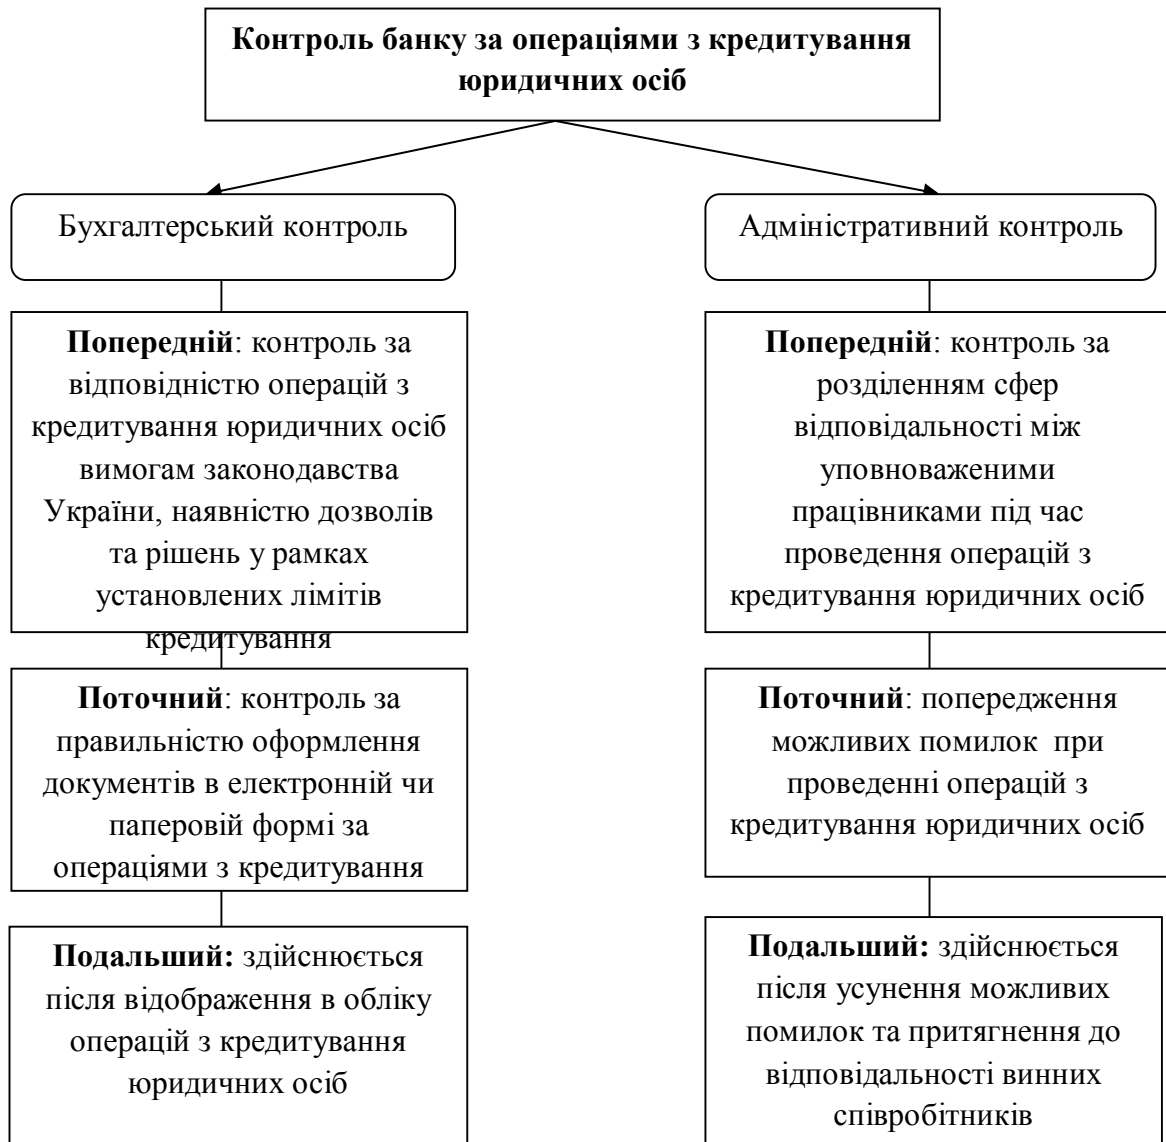 Контроль банку за операціями з кредитування
юридичних осіб
Бухгалтерський контроль
Адміністративний контроль
Попередній: контроль за
відповідністю операцій з
кредитування юридичних осіб
вимогам законодавства
України, наявністю дозволів
та рішень у рамках
установлених лімітів
кредитування
Попередній: контроль за
розділенням сфер
відповідальності між
уповноваженими
працівниками під час
проведення операцій з
кредитування юридичних осіб
Поточний: контроль за
правильністю оформлення
документів в електронній чи
паперовій формі за
операціями з кредитування
Поточний: попередження
можливих помилок  при
проведенні операцій з
кредитування юридичних осіб
Подальший: здійснюється
після відображення в обліку
операцій з кредитування
юридичних осіб
Подальший: здійснюється
після усунення можливих
помилок та притягнення до
відповідальності винних
співробітників